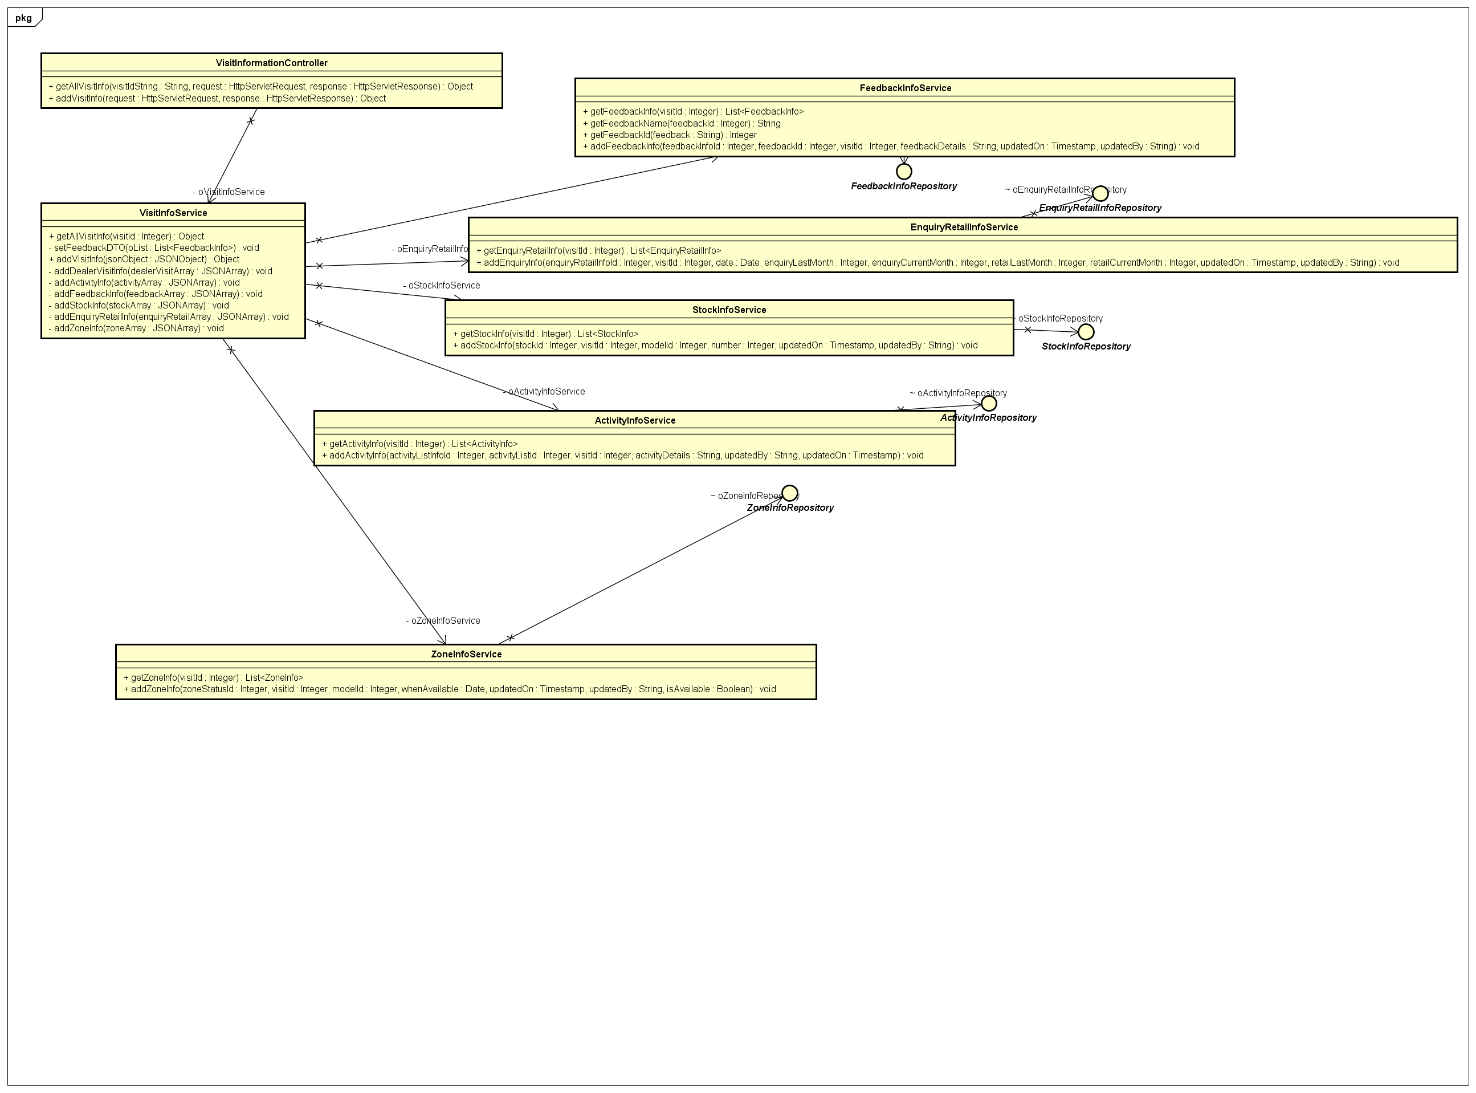 pkg
VisitInformationController
+ getAllVisitInfo(visitIdString : String, request : HttpServletRequest, response : HttpServletResponse) : Object
+ addVisitInfo(request : HttpServletRequest, response : HttpServletResponse) : Object
- oVisitInfoService
VisitInfoService
+ getAllVisitInfo(visitId : Integer) : Object
- setFeedbackDTO(oList : List<FeedbackInfo>) : void
+ addVisitInfo(jsonObject : JSONObject) : Object
- addDealerVisitInfo(dealerVisitArray : JSONArray) : void
- addActivityInfo(activityArray : JSONArray) : void
- addFeedbackInfo(feedbackArray : JSONArray) : void
- addStockInfo(stockArray : JSONArray) : void
- addEnquiryRetailInfo(enquiryRetailArray : JSONArray) : void
- addZoneInfo(zoneArray : JSONArray) : void
FeedbackInfoService
+ getFeedbackInfo(visitId : Integer) : List<FeedbackInfo>
+ getFeedbackName(feedbackId : Integer) : String
+ getFeedbackId(feedback : String) : Integer
+ addFeedbackInfo(feedbackInfoId : Integer, feedbackId : Integer, visitId : Integer, feedbackDetails : String, updatedOn : Timestamp, updatedBy : String) : void
FeedbackInfoRepository
~ oEnquiryRetailInfoRepository
EnquiryRetailInfoRepository
- oEnquiryRetailInfo
EnquiryRetailInfoService
+ getEnquiryRetailInfo(visitId : Integer) : List<EnquiryRetailInfo>
+ addEnquiryInfo(enquiryRetailInfoId : Integer, visitId : Integer, date : Date, enquiryLastMonth : Integer, enquiryCurrentMonth : Integer, retailLastMonth : Integer, retailCurrentMonth : Integer, updatedOn : Timestamp, updatedBy : String) : void
- oStockInfoService
StockInfoService
+ getStockInfo(visitId : Integer) : List<StockInfo>
+ addStockInfo(stockId : Integer, visitId : Integer, modelId : Integer, number : Integer, updatedOn : Timestamp, updatedBy : String) : void
oStockInfoRepository
StockInfoRepository
- oActivityInfoService
~ oActivityInfoRepository
ActivityInfoRepository
ActivityInfoService
+ getActivityInfo(visitId : Integer) : List<ActivityInfo>
+ addActivityInfo(activityListInfoId : Integer, activityListId : Integer, visitId : Integer, activityDetails : String, updatedBy : String, updatedOn : Timestamp) : void
~ oZoneInfoRepository
ZoneInfoRepository
- oZoneInfoService
ZoneInfoService
+ getZoneInfo(visitId : Integer) : List<ZoneInfo>
+ addZoneInfo(zoneStatusId : Integer, visitId : Integer, modelId : Integer, whenAvailable : Date, updatedOn : Timestamp, updatedBy : String, isAvailable : Boolean) : void